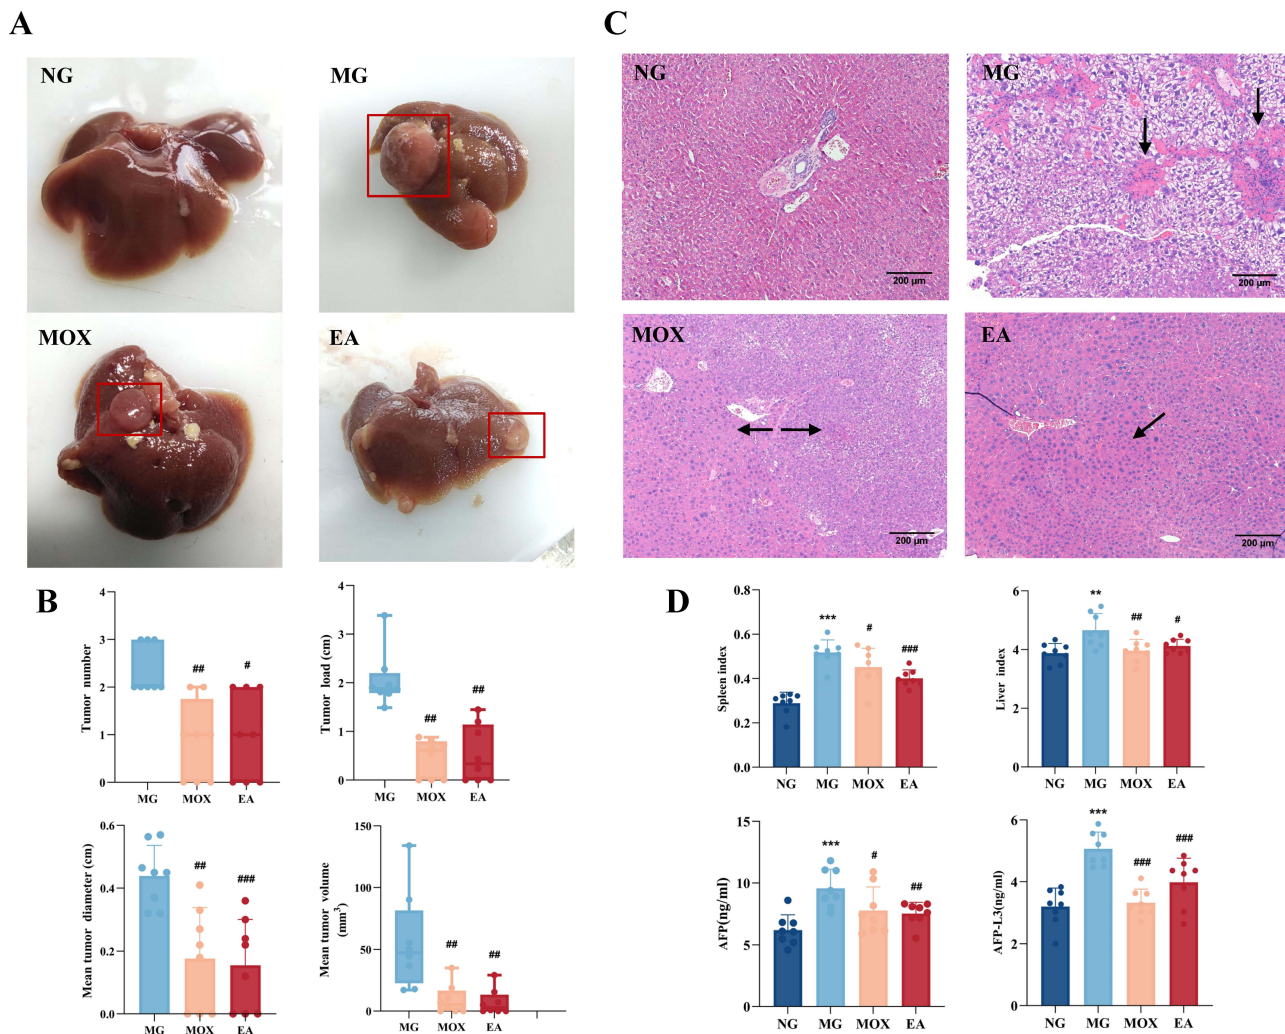 A
NG
MG
MOX
EA
C
NG
MG
200 μm
200 μm
MOX
EA
200 μm
200 μm
B
Tumor number
4
3
2
1
0
##
#
MG
MOX
EA
Tumor load (cm)
4
3
2
1
0
##
##
MG
MOX
EA
Mean tumor diameter (cm)
0.6
0.4
0.2
0.0
##
###
MG
MOX
EA
Mean tumor volume
(mm3)
150
100
50
0
##
##
MG
MOX
EA
D
Spleen index
0.8
0.6
0.4
0.2
0.0
***
#
###
NG
MG
MOX
EA
Liver index
6
4
2
0
**
##
#
NG
MG
MOX
EA
AFP(ng/ml)
15
10
5
0
***
#
##
NG
MG
MOX
EA
AFP-L3(ng/ml)
6
4
2
0
***
###
###
NG
MG
MOX
EA